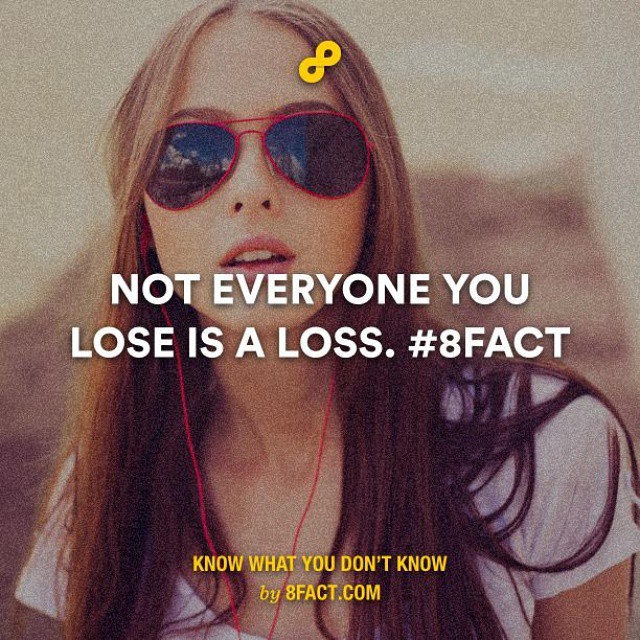 NOT EVERYONE YOU
LOSE IS A LOSS. #8FACT
KNOW WHAT YOU DON'T KNOW
by 8FACT.COM